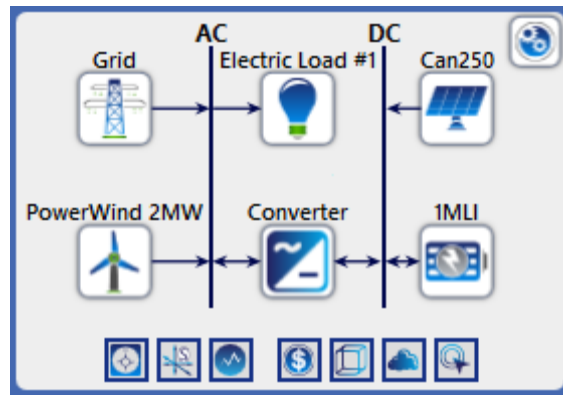 AC DC
Grid Electric Load #1 Can250
PowerWind 2MW Converter 1MLI